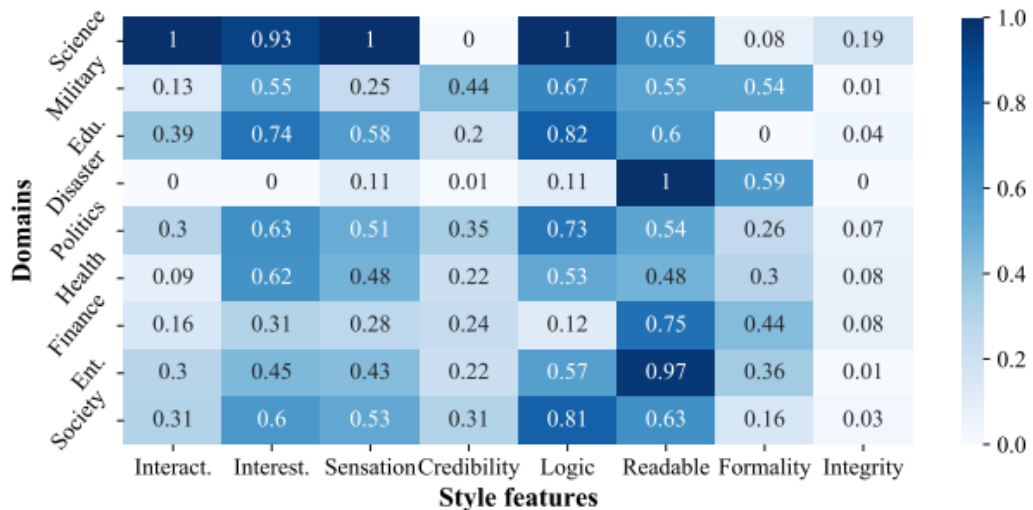 Science 1 0.93 1 0 1 0.65 0.08 0.19
Military 0.13 0.55 0.25 0.44 0.67 0.55 0.54 0.01
Edu. 0.39 0.74 0.58 0.2 0.82 0.6 0 0.04
Disaster 0 0 0.11 0.01 0.11 1 0.59 0
Politics 0.3 0.63 0.51 0.35 0.73 0.54 0.26 0.07
Health 0.09 0.62 0.48 0.22 0.53 0.48 0.3 0.08
Finance 0.16 0.31 0.28 0.24 0.12 0.75 0.44 0.08
Ent. 0.3 0.45 0.43 0.22 0.57 0.97 0.36 0.01
Society 0.31 0.6 0.53 0.31 0.81 0.63 0.16 0.03
Interact. Interest. Sensation Credibility Logic Readable Formality Integrity
Style features
Domains
1.0
0.8
0.6
0.4
0.2
0.0